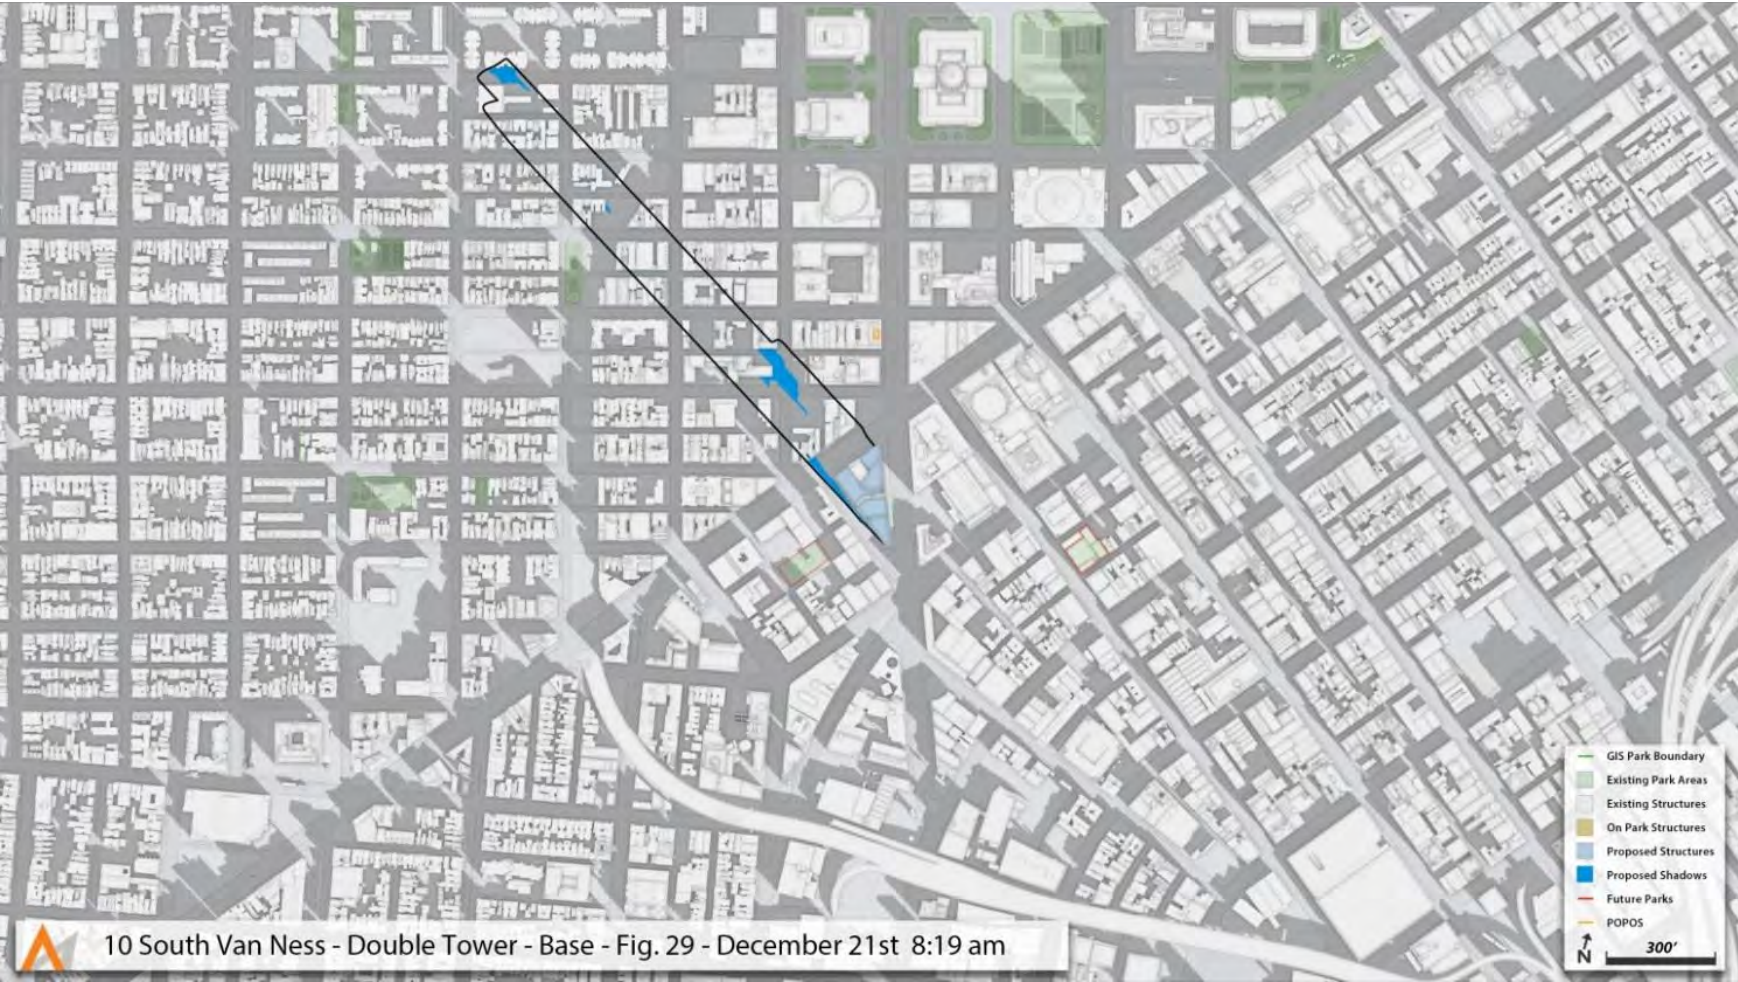 GIS Park Boundary
Existing Park Areas
Existing Structures
On Park Structures
Proposed Structures
Proposed Shadows
Future Parks
POPOS
N
300'
10 South Van Ness - Double Tower - Base - Fig. 29 - December 21st 8:19 am